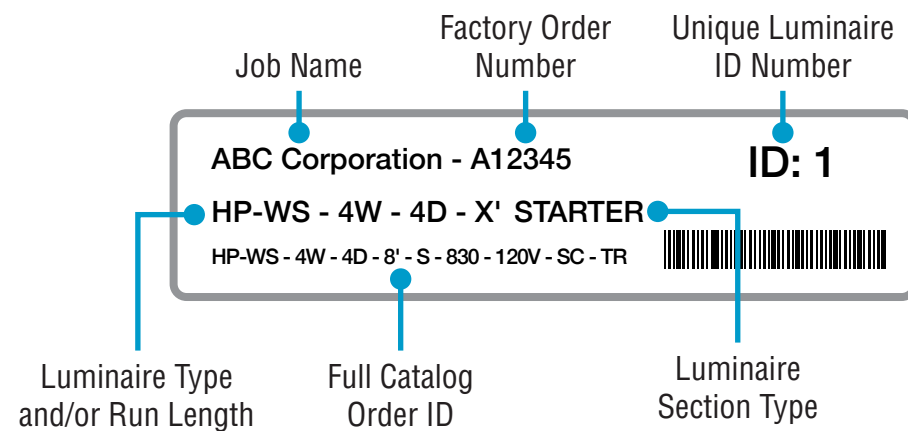 Job Name
Factory Order
Number
Unique Luminaire
ID Number
ABC Corporation - A12345
ID: 1
HP-WS - 4W - 4D - X' STARTER
HP-WS - 4W - 4D - 8' - S - 830 - 120V - SC - TR
Luminaire Type
and/or Run Length
Full Catalog
Order ID
Luminaire
Section Type